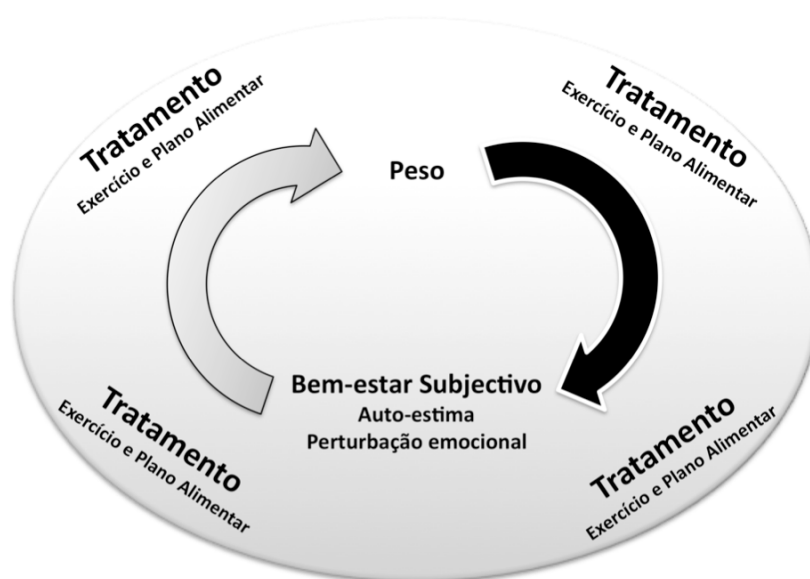 Tratamento
Exercício e Plano Alimentar
Tratamento
Exercício e Plano Alimentar
Peso
Bem-estar Subjectivo
Auto-estima
Perturbação emocional
Tratamento
Exercício e Plano Alimentar
Tratamento
Exercício e Plano Alimentar